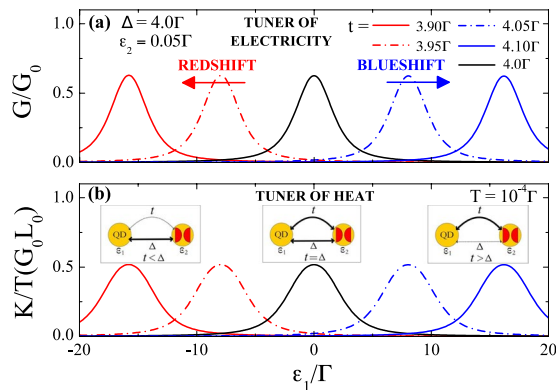 (a) Δ = 4.0Γ
ε₂ = 0.05Γ
TUNER OF
ELECTRICITY
t =
3.90Γ
3.95Γ
4.05Γ
4.10Γ
4.0Γ
REDSHIFT
BLUESHIFT
G/G₀
1.0
0.5
0.0
(b)
TUNER OF HEAT
T = 10⁻⁴Γ
t
QD
ε₁
Δ
ε₂
t<Δ
t
QD
ε₁
Δ
ε₂
t=Δ
t
QD
ε₁
Δ
ε₂
t>Δ
K/T(G₀L₀)
1.0
0.5
0.0
-20 -10 0 10 20
ε₁/Γ